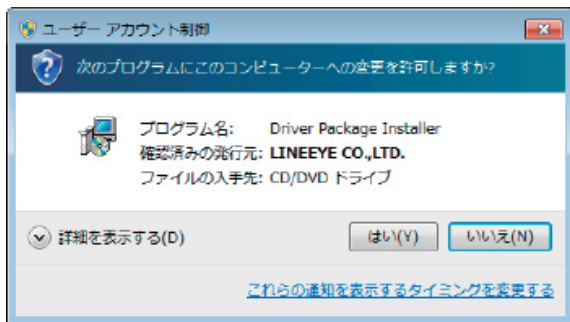 ユーザー アカウント制御
次のプログラムにこのコンピューターへの変更を許可しますか?
プログラム名: Driver Package Installer
確認済みの発行元: LINEEYE CO.,LTD.
ファイルの入手先: CD/DVD ドライブ
詳細を表示する(D) はい(Y) いいえ(N)
これらの通知を表示するタイミングを変更する